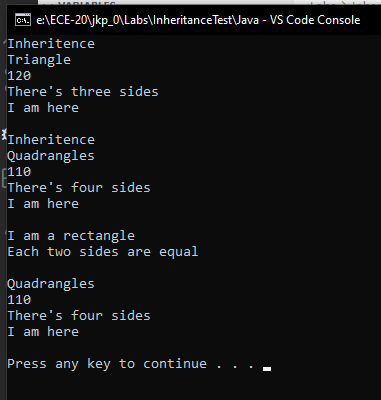 e:\ECE-20\jkp_0\Labs\InheritanceTest\Java - VS Code Console
Inheritence
Triangle
120
There's three sides
I am here
Inheritence
Quadrangles
110
There's four sides
I am here
I am a rectangle
Each two sides are equal
Quadrangles
110
There's four sides
I am here
Press any key to continue . . .